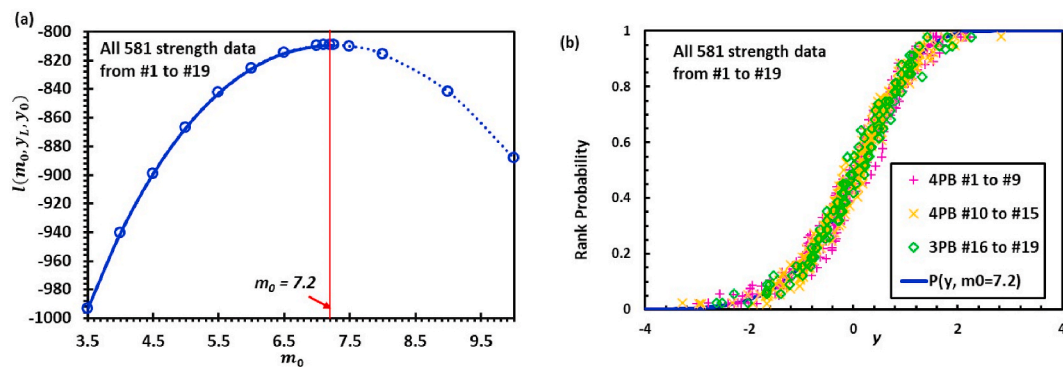 (a)
All 581 strength data
from #1 to #19
l(m₀, y_L, y₀)
-800
-820
-840
-860
-880
-900
-920
-940
-960
-980
-1000
m₀ = 7.2
3.5 4.5 5.5 6.5 7.5 8.5 9.5
m₀
(b)
All 581 strength data
from #1 to #19
Rank Probability
1
0.8
0.6
0.4
0.2
0
4PB #1 to #9
4PB #10 to #15
3PB #16 to #19
P(y, m0=7.2)
-4 -2 0 2 4
y